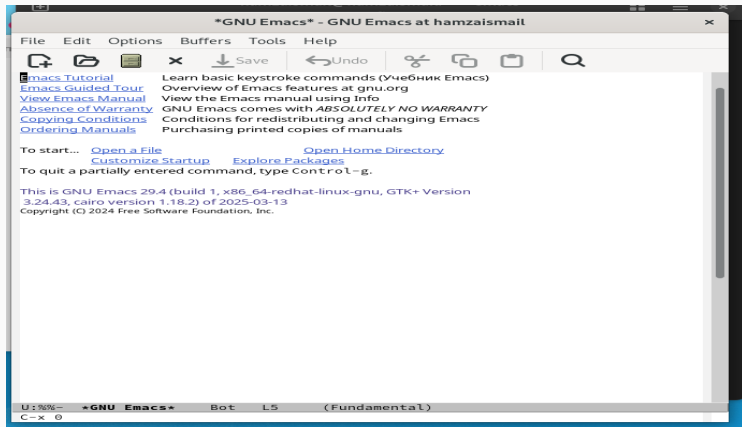 *GNU Emacs* - GNU Emacs at hamzaismail
File Edit Options Buffers Tools Help
Save Undo
Emacs Tutorial Learn basic keystroke commands (Учебник Emacs)
Emacs Guided Tour Overview of Emacs features at gnu.org
View Emacs Manual View the Emacs manual using Info
Absence of Warranty GNU Emacs comes with ABSOLUTELY NO WARRANTY
Copying Conditions Conditions for redistributing and changing Emacs
Ordering Manuals Purchasing printed copies of manuals
To start... Open a File Open Home Directory
Customize Startup Explore Packages
To quit a partially entered command, type Control-g.
This is GNU Emacs 29.4 (build 1, x86_64-redhat-linux-gnu, GTK+ Version
3.24.43, cairo version 1.18.2) of 2025-03-13
Copyright (C) 2024 Free Software Foundation, Inc.
U:%%- *GNU Emacs* Bot L5 (Fundamental)
C-x 0